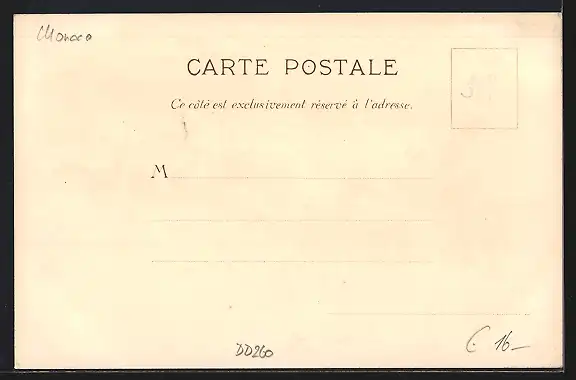 Monaco
CARTE POSTALE
Ce côté est exclusivement réservé à l'adresse.
M
DD260
€ 16-